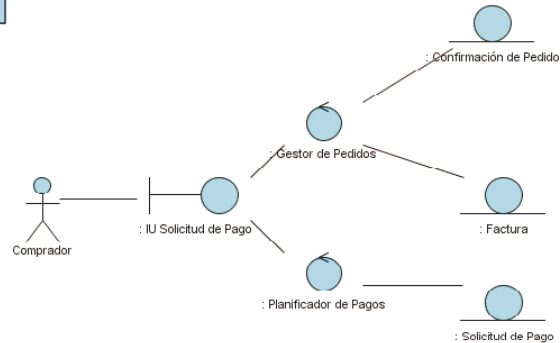 : Confirmación de Pedido
: Gestor de Pedidos
: IU Solicitud de Pago
: Factura
Comprador
: Planificador de Pagos
: Solicitud de Pago